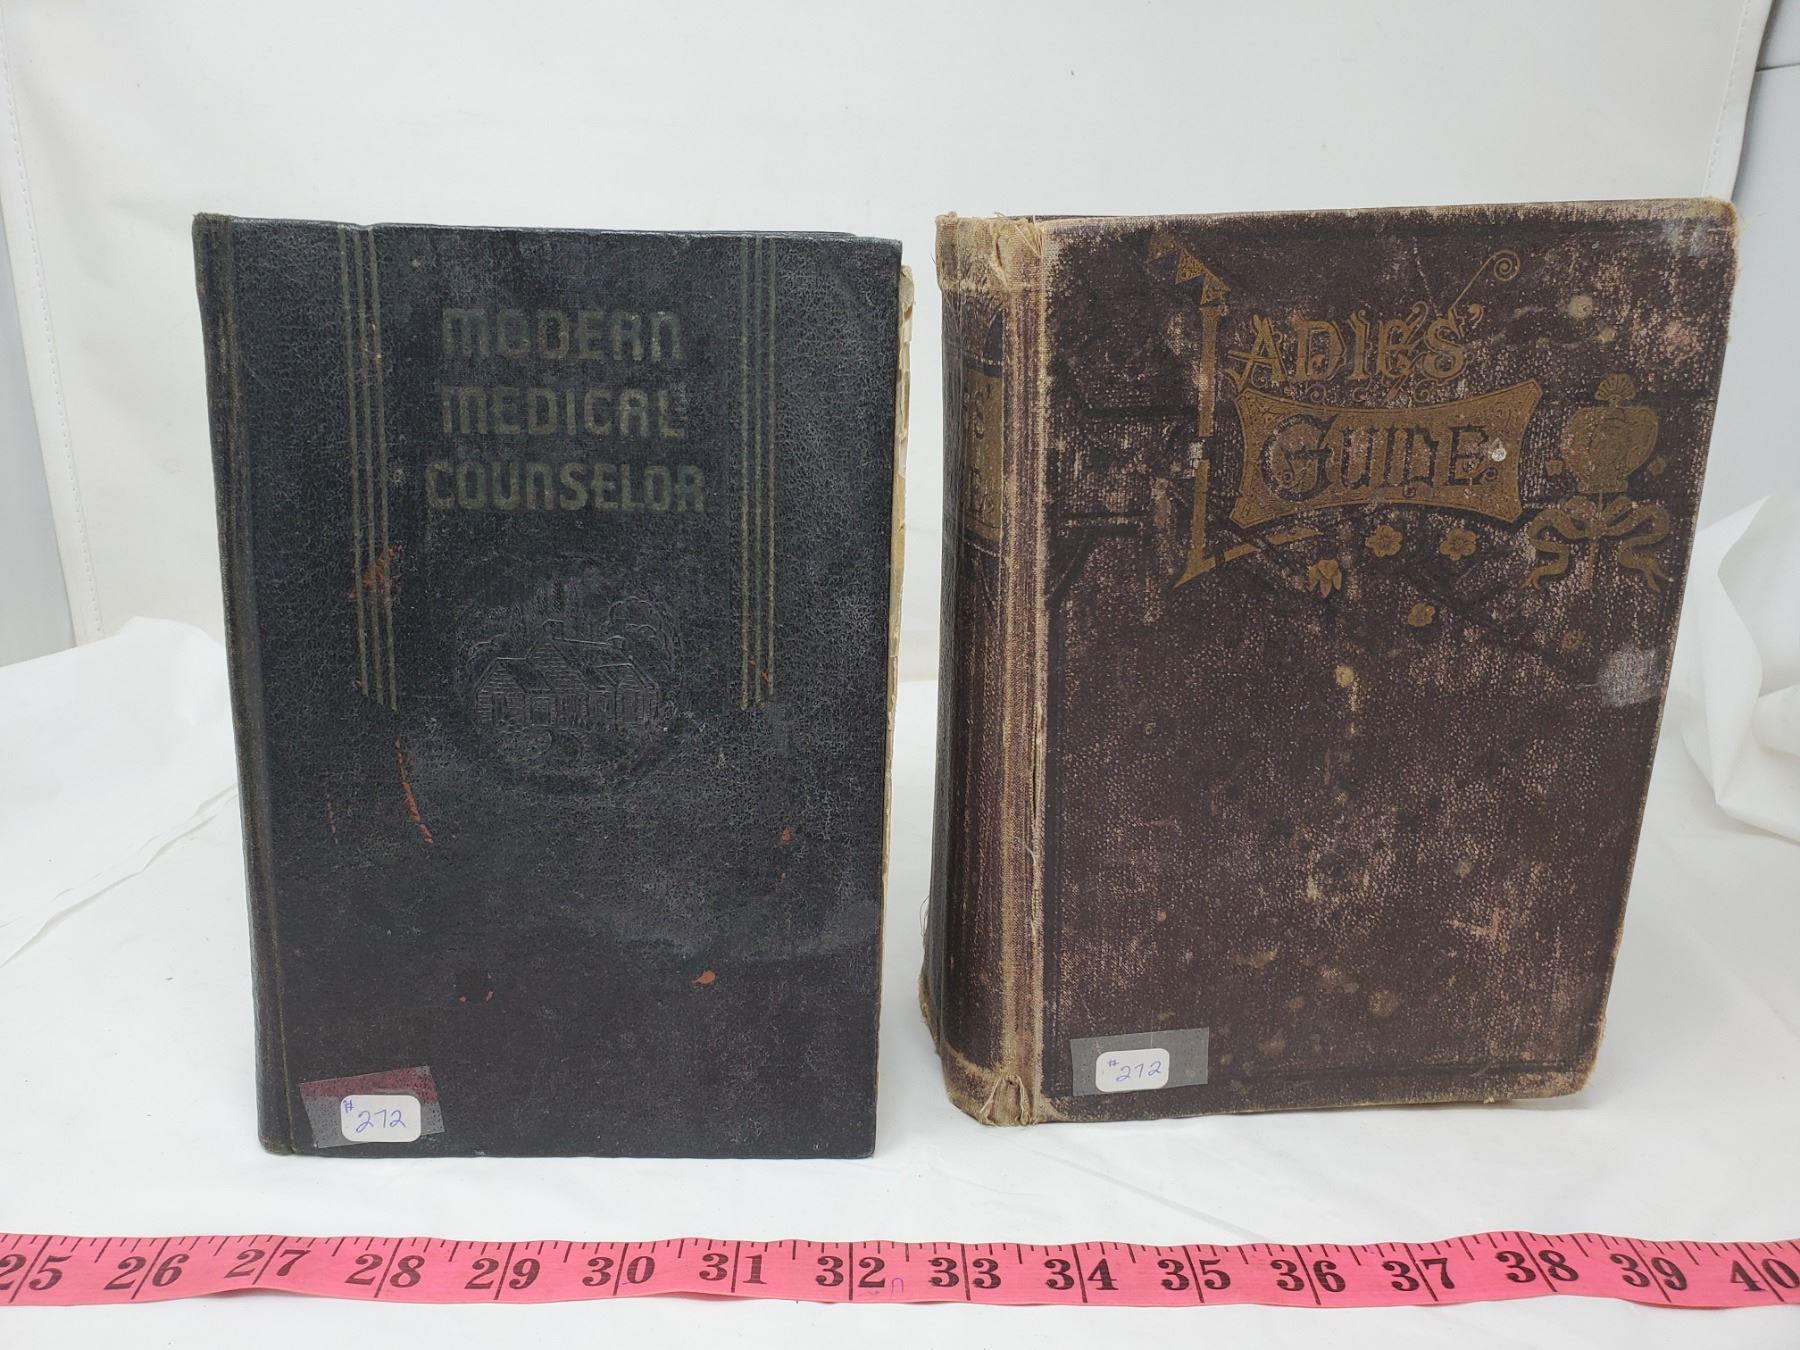 MODERN
MEDICAL
COUNSELOR
# 272
LADIES'
GUIDE
# 272
25 26 27 28 29 30 31 32 33 34 35 36 37 38 39 40